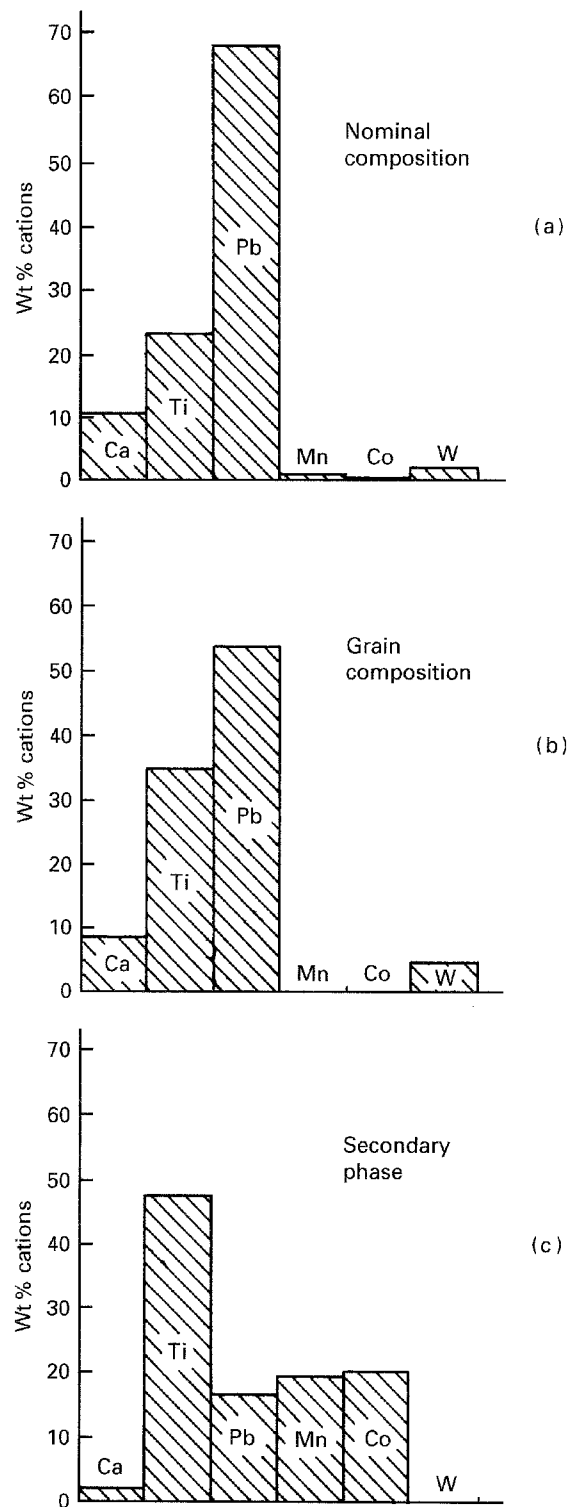 70
60
50
40
30
20
10
0
Wt % cations
Ca
Ti
Pb
Mn
Co
W
Nominal
composition
(a)
70
60
50
40
30
20
10
0
Wt % cations
Ca
Ti
Pb
Mn
Co
W
Grain
composition
(b)
70
60
50
40
30
20
10
0
Wt % cations
Ca
Ti
Pb
Mn
Co
W
Secondary
phase
(c)